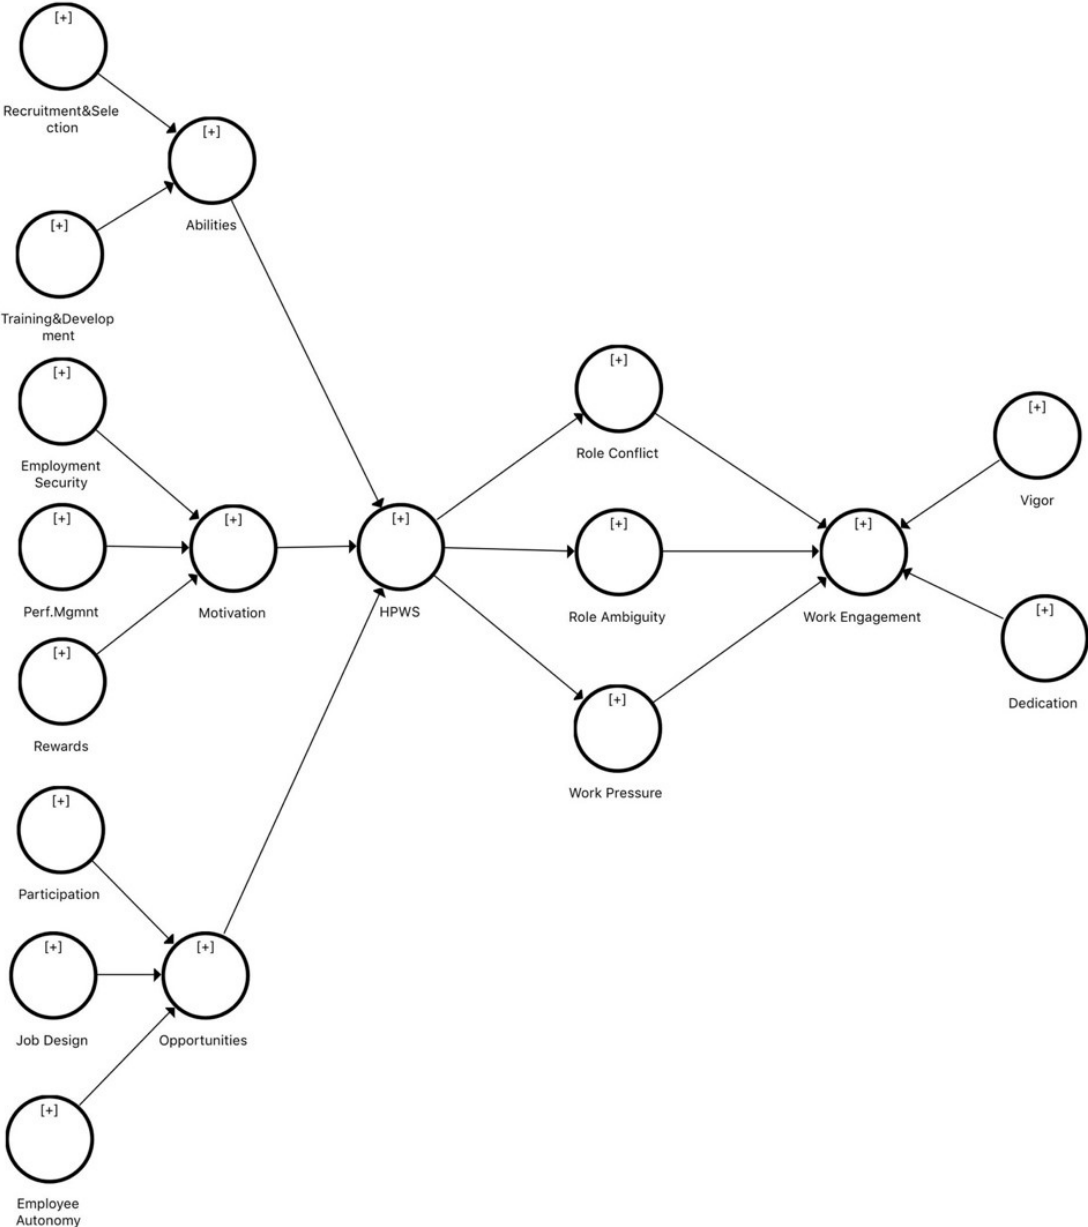 [+]
Recruitment&Sele
ction
[+]
Abilities
[+]
Training&Develop
ment
[+]
Employment
Security
[+]
Perf.Mgmnt
[+]
Motivation
[+]
Rewards
[+]
HPWS
[+]
Role Conflict
[+]
Role Ambiguity
[+]
Work Pressure
[+]
Work Engagement
[+]
Vigor
[+]
Dedication
[+]
Participation
[+]
Job Design
[+]
Opportunities
[+]
Employee
Autonomy